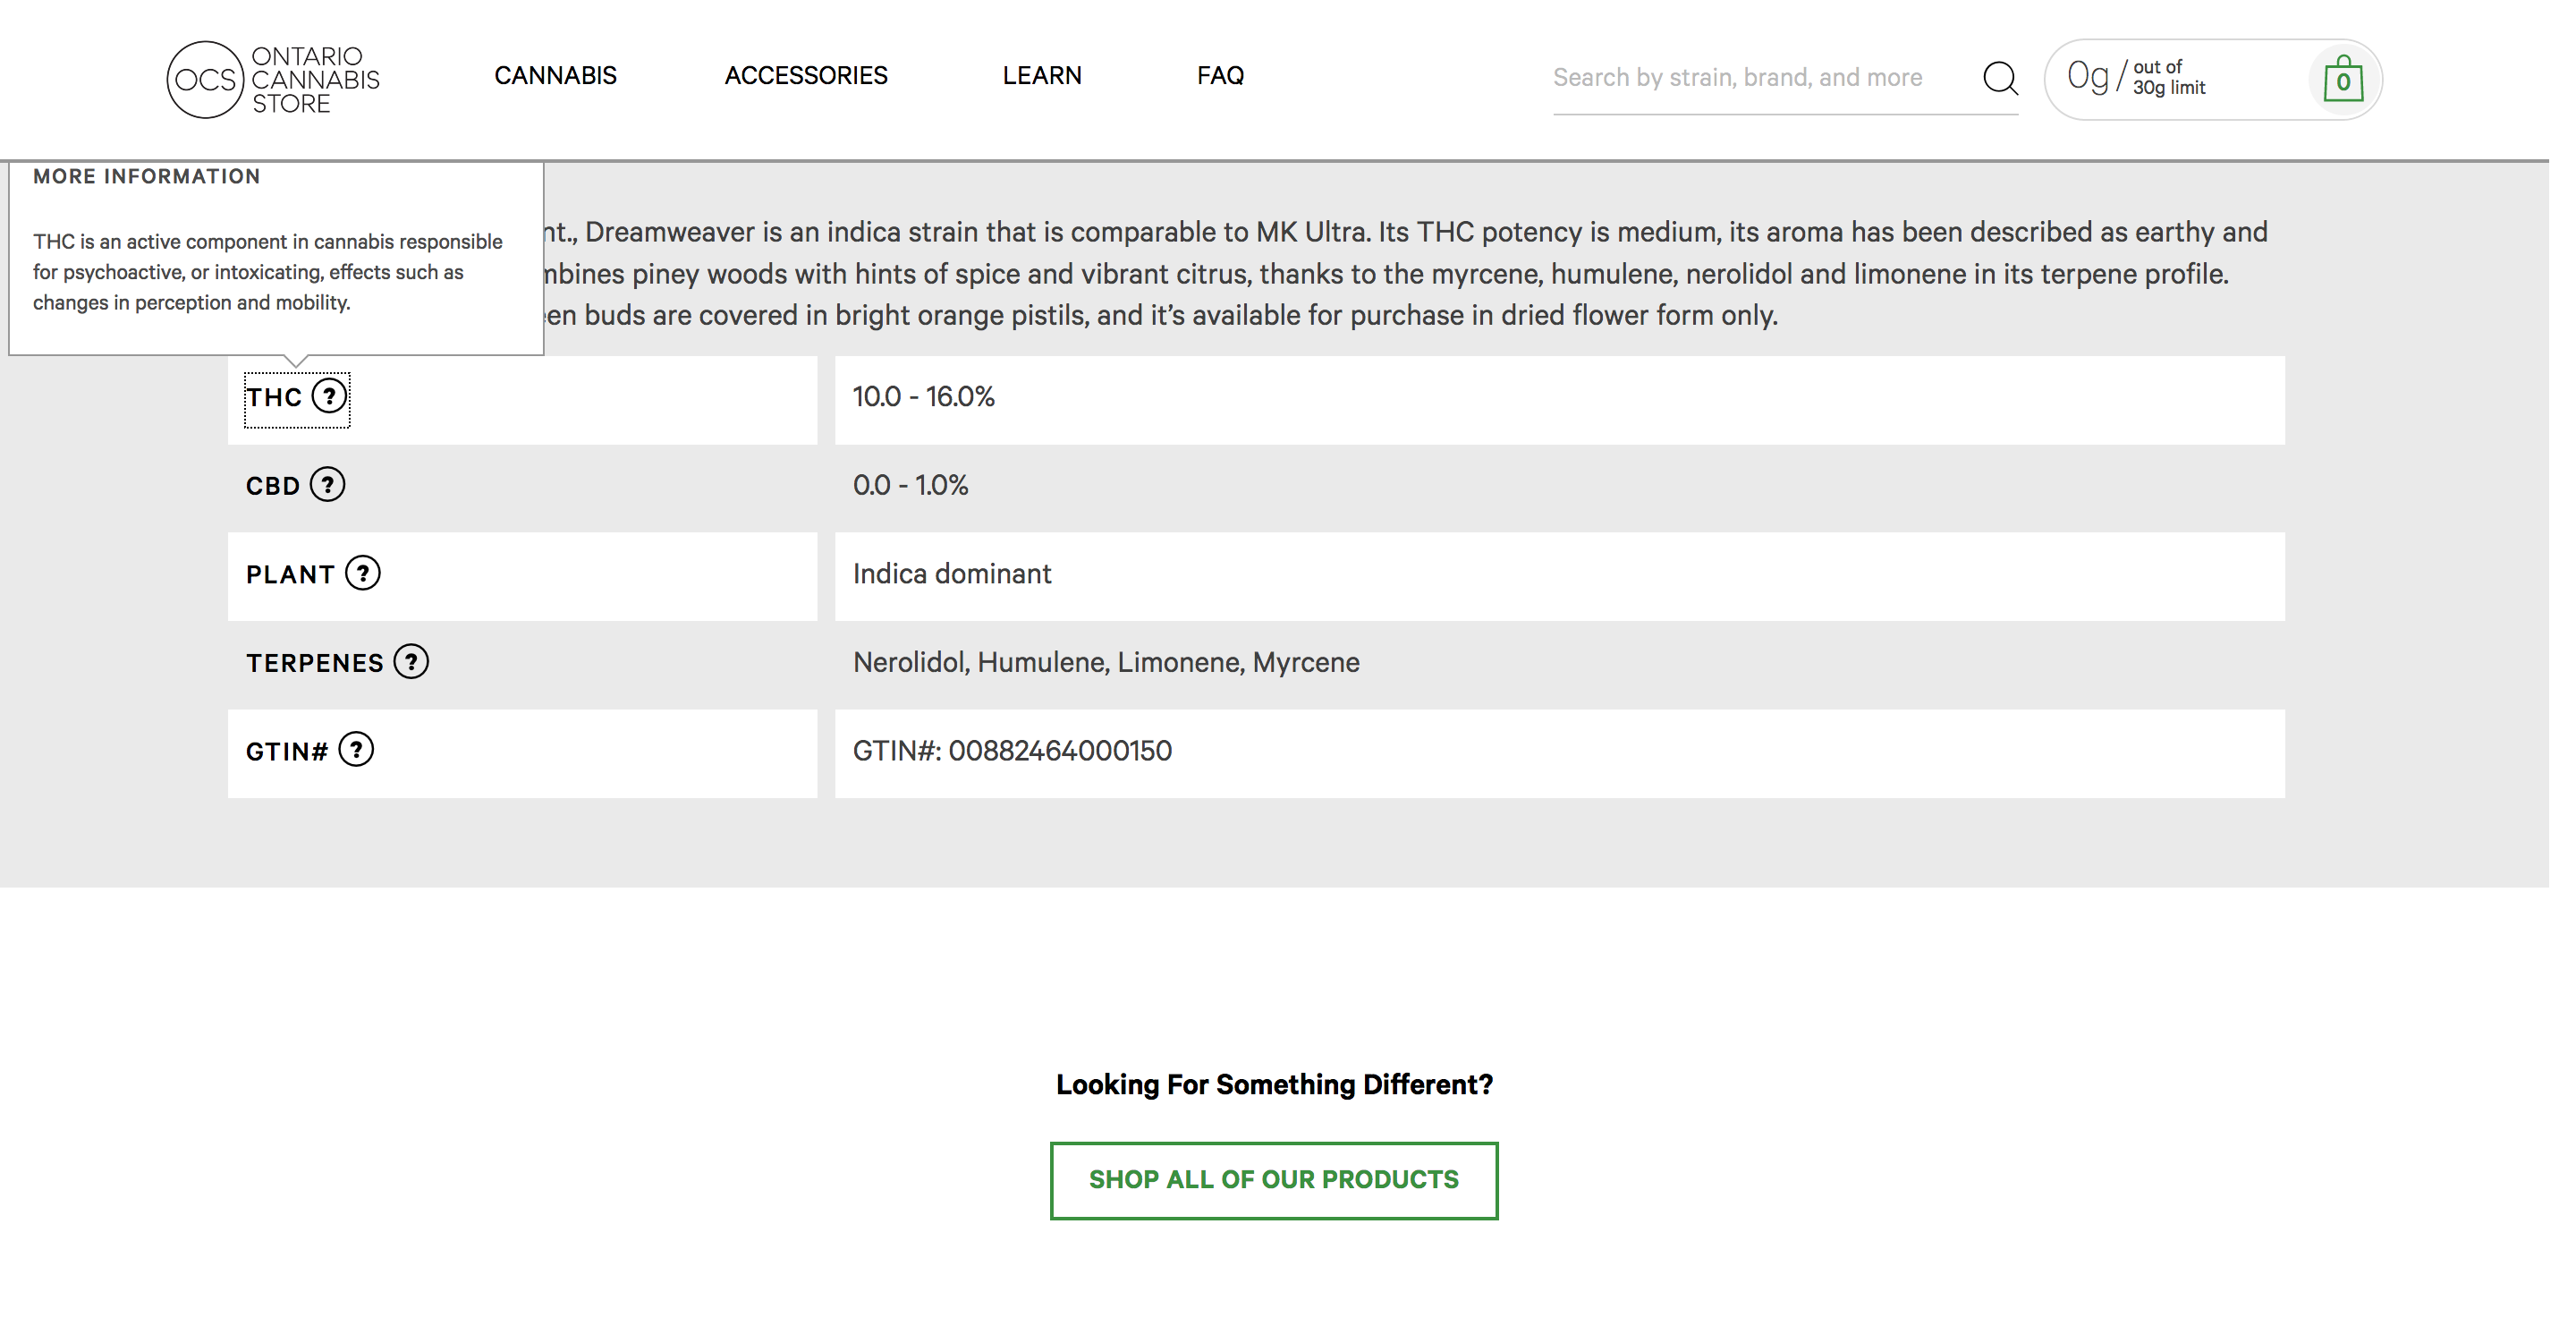 OCS
ONTARIO
CANNABIS
STORE
CANNABIS
ACCESSORIES
LEARN
FAQ
Search by strain, brand, and more
0g / out of
30g limit
0
MORE INFORMATION
THC is an active component in cannabis responsible
for psychoactive, or intoxicating, effects such as
changes in perception and mobility.
Dreamweaver is an indica strain that is comparable to MK Ultra. Its THC potency is medium, its aroma has been described as earthy and
piney woods with hints of spice and vibrant citrus, thanks to the myrcene, humulene, nerolidol and limonene in its terpene profile.
buds are covered in bright orange pistils, and it’s available for purchase in dried flower form only.
THC ?
10.0 - 16.0%
CBD ?
0.0 - 1.0%
PLANT ?
Indica dominant
TERPENES ?
Nerolidol, Humulene, Limonene, Myrcene
GTIN# ?
GTIN#: 00882464000150
Looking For Something Different?
SHOP ALL OF OUR PRODUCTS